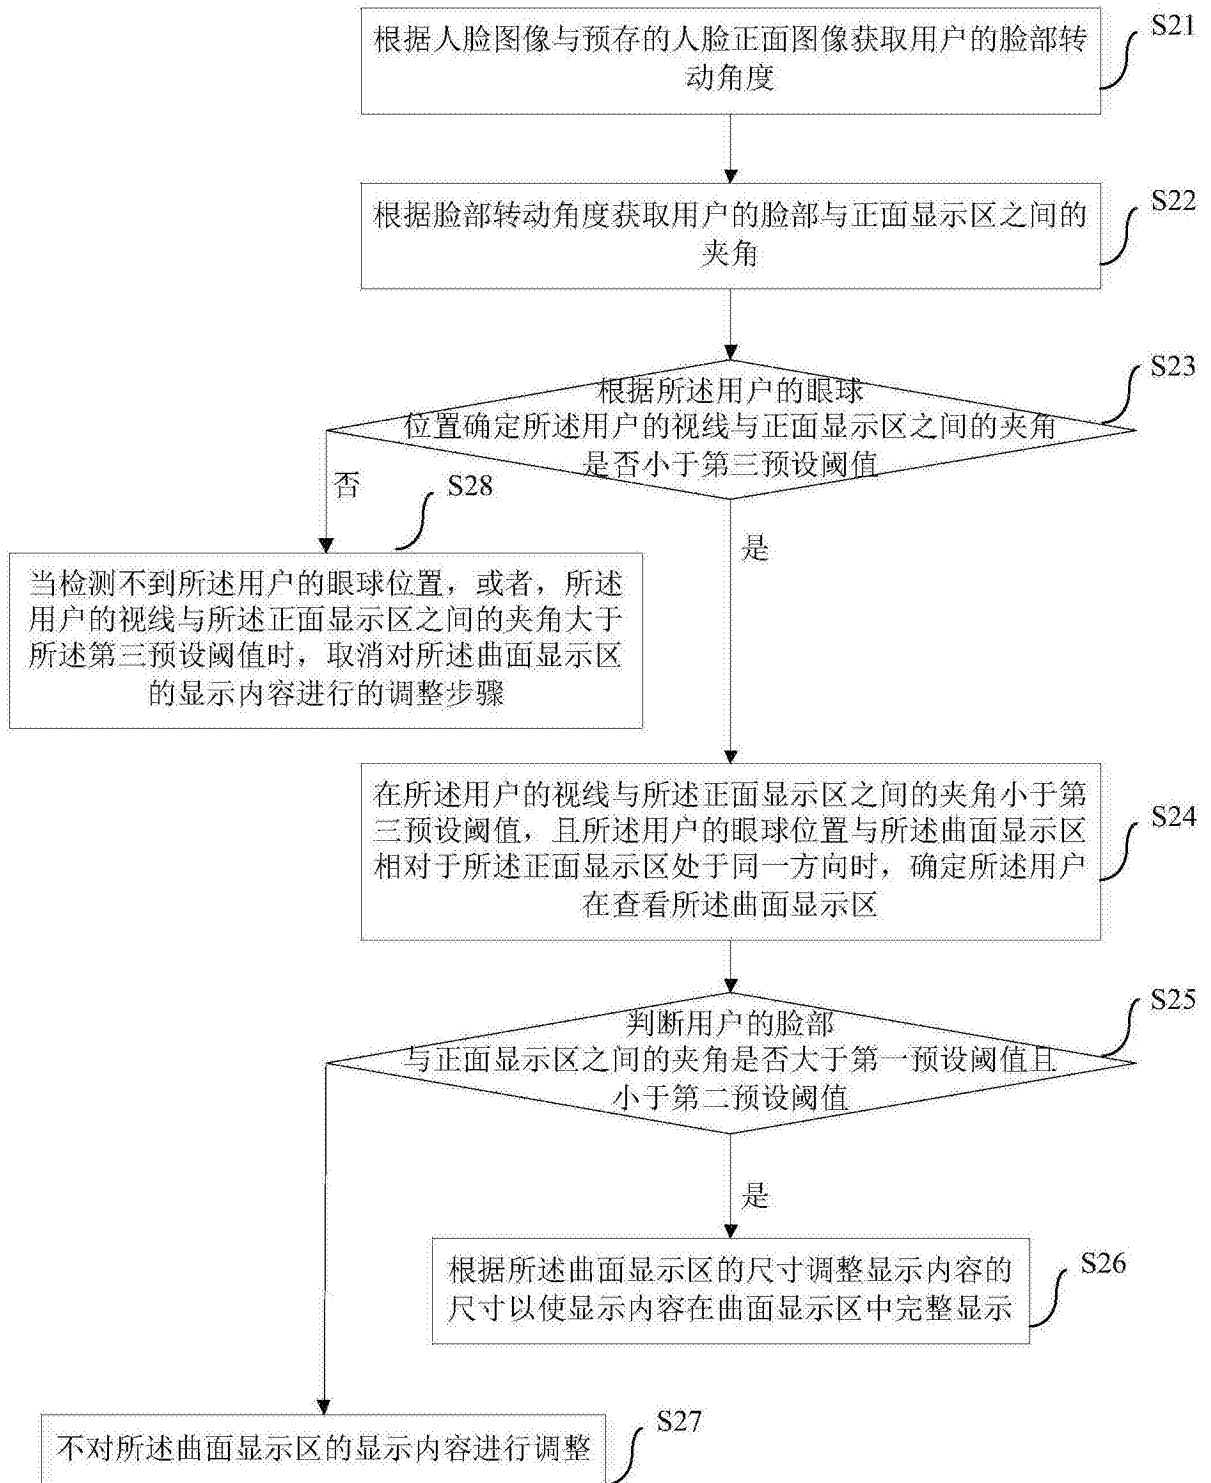 根据人脸图像与预存的人脸正面图像获取用户的脸部转
动角度
S21
根据脸部转动角度获取用户的脸部与正面显示区之间的
夹角
S22
根据所述用户的眼球
位置确定所述用户的视线与正面显示区之间的夹角
是否小于第三预设阈值
S23
否
S28
是
当检测不到所述用户的眼球位置，或者，所述
用户的视线与所述正面显示区之间的夹角大于
所述第三预设阈值时，取消对所述曲面显示区
的显示内容进行的调整步骤
在所述用户的视线与所述正面显示区之间的夹角小于第
三预设阈值，且所述用户的眼球位置与所述曲面显示区
相对于所述正面显示区处于同一方向时，确定所述用户
在查看所述曲面显示区
S24
判断用户的脸部
与正面显示区之间的夹角是否大于第一预设阈值且
小于第二预设阈值
S25
是
根据所述曲面显示区的尺寸调整显示内容的
尺寸以使显示内容在曲面显示区中完整显示
S26
不对所述曲面显示区的显示内容进行调整
S27